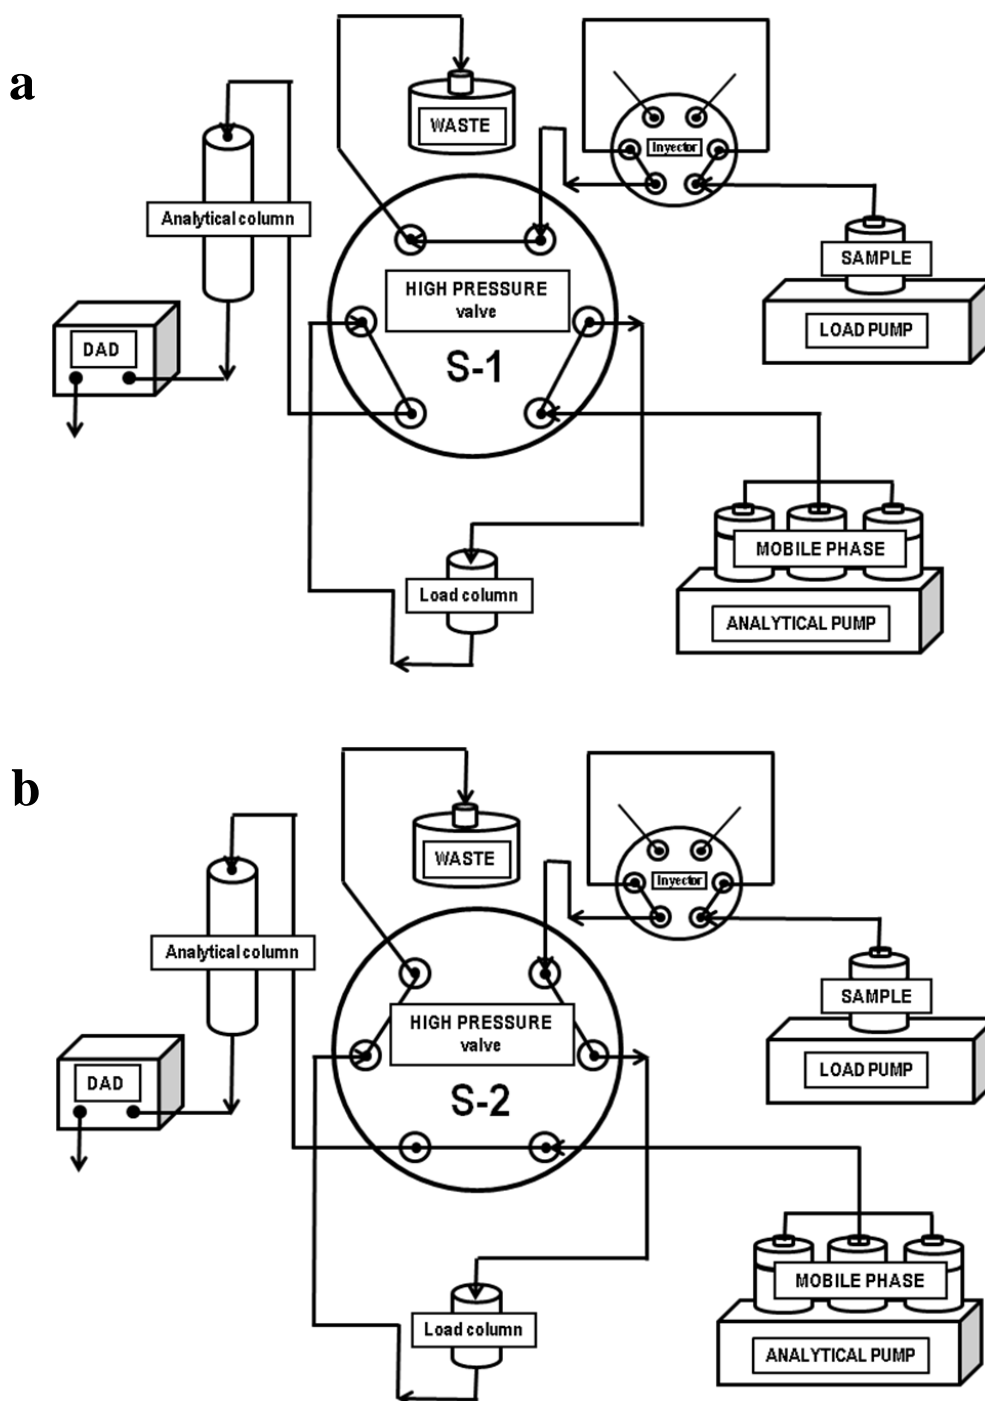 a
WASTE
Inyector
Analytical column
SAMPLE
HIGH PRESSURE
valve
LOAD PUMP
DAD
S-1
MOBILE PHASE
Load column
ANALYTICAL PUMP
b
WASTE
Inyector
Analytical column
SAMPLE
HIGH PRESSURE
valve
LOAD PUMP
DAD
S-2
MOBILE PHASE
Load column
ANALYTICAL PUMP